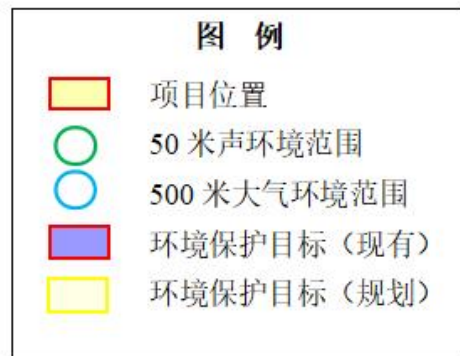 图 例
项目位置
50 米声环境范围
500 米大气环境范围
环境保护目标（现有）
环境保护目标（规划）